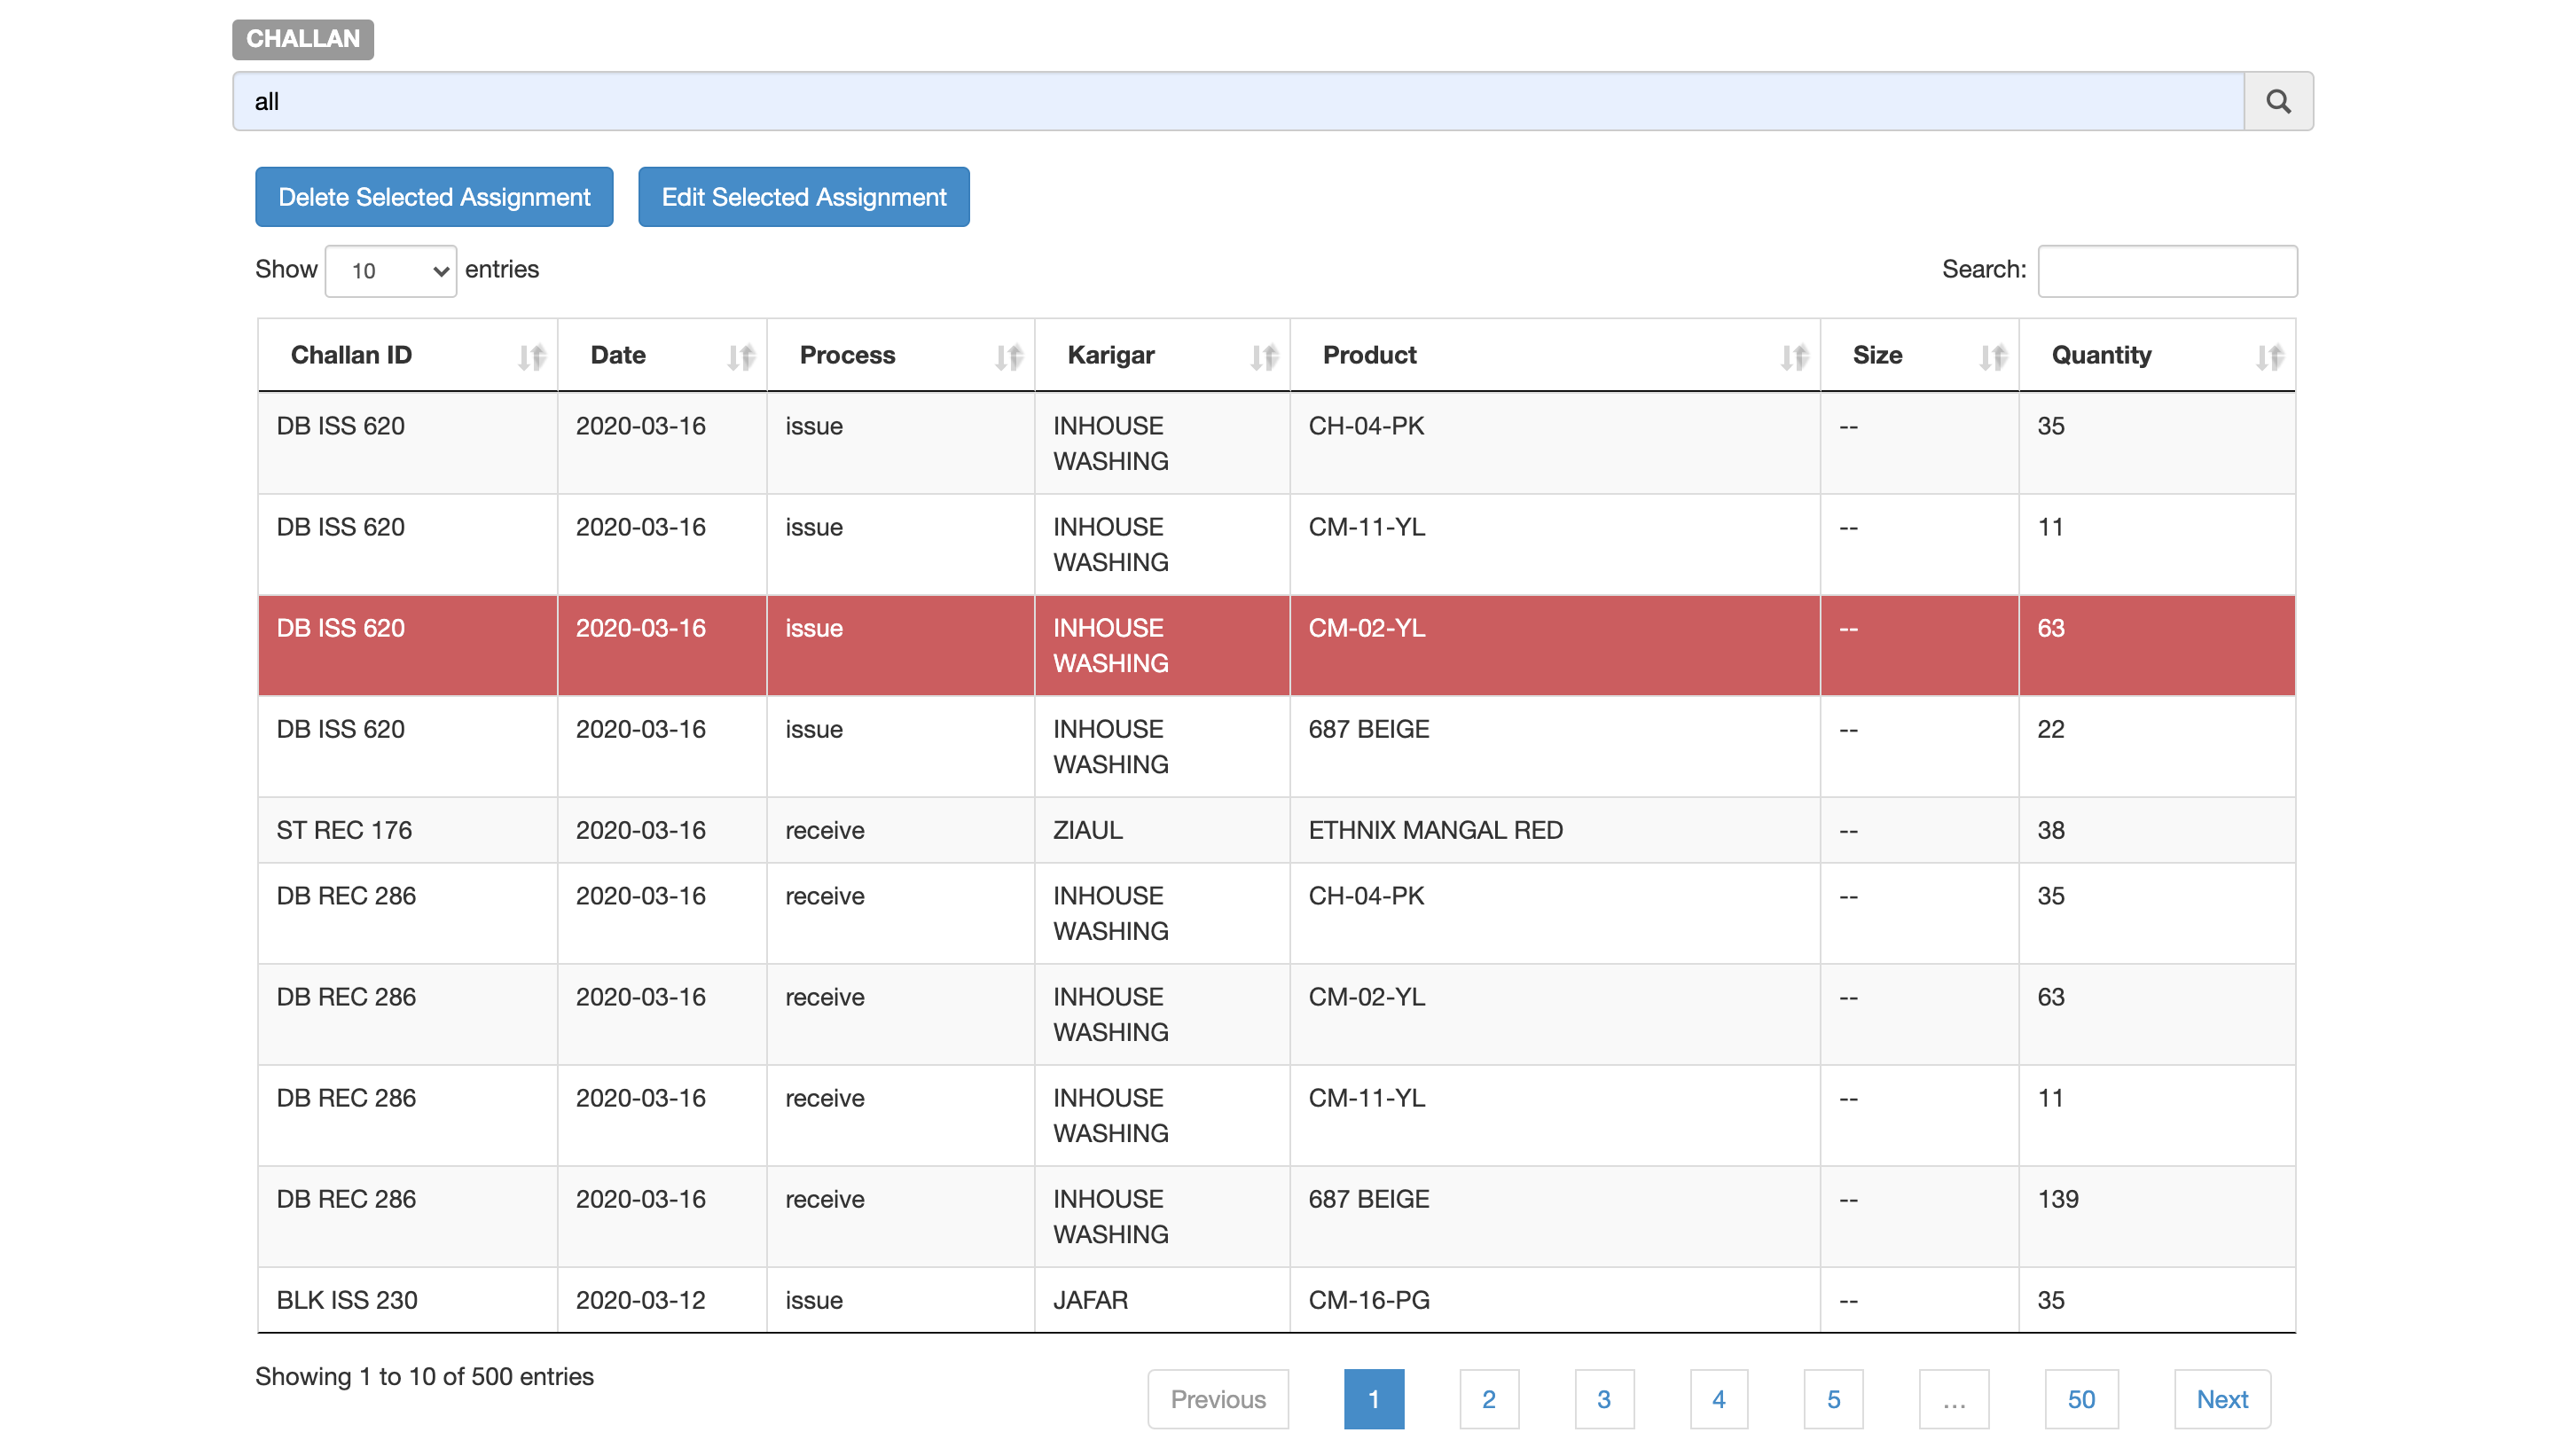 CHALLAN
all
Delete Selected Assignment Edit Selected Assignment
Show 10 entries Search:
Challan ID Date Process Karigar Product Size Quantity
DB ISS 620 2020-03-16 issue INHOUSE WASHING CH-04-PK -- 35
DB ISS 620 2020-03-16 issue INHOUSE WASHING CM-11-YL -- 11
DB ISS 620 2020-03-16 issue INHOUSE WASHING CM-02-YL -- 63
DB ISS 620 2020-03-16 issue INHOUSE WASHING 687 BEIGE -- 22
ST REC 176 2020-03-16 receive ZIAUL ETHNIX MANGAL RED -- 38
DB REC 286 2020-03-16 receive INHOUSE WASHING CH-04-PK -- 35
DB REC 286 2020-03-16 receive INHOUSE WASHING CM-02-YL -- 63
DB REC 286 2020-03-16 receive INHOUSE WASHING CM-11-YL -- 11
DB REC 286 2020-03-16 receive INHOUSE WASHING 687 BEIGE -- 139
BLK ISS 230 2020-03-12 issue JAFAR CM-16-PG -- 35
Showing 1 to 10 of 500 entries
Previous 1 2 3 4 5 … 50 Next